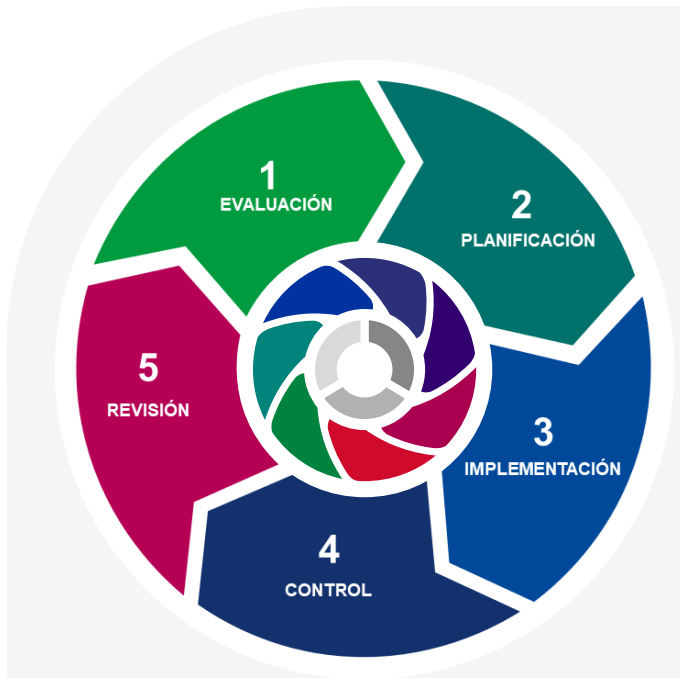 1
EVALUACIÓN
2
PLANIFICACIÓN
3
IMPLEMENTACIÓN
4
CONTROL
5
REVISIÓN